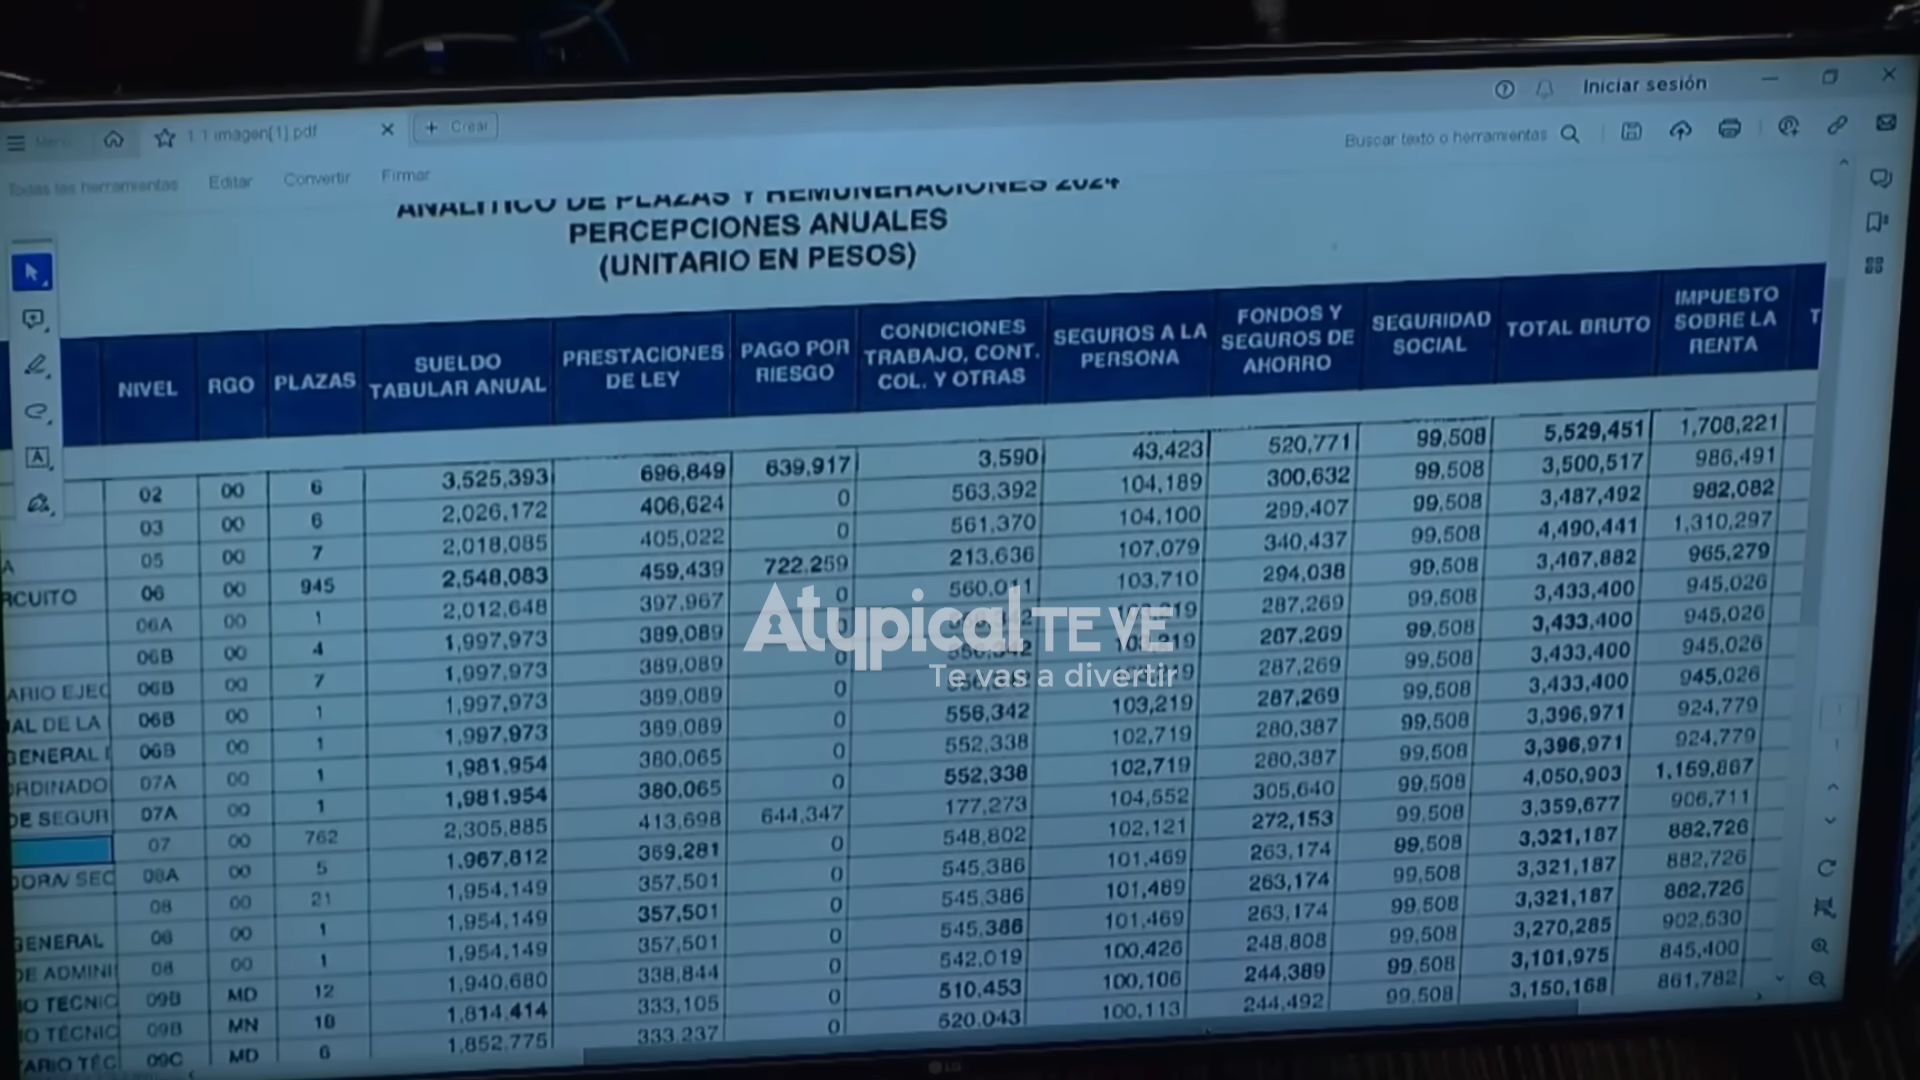 Iniciar sesión
1 1 imagen[1].pdf
+ Crear
Buscar texto o herramientas
Todas las herramientas Editar Convertir Firmar
ANALITICO DE PLAZAS Y REMUNERACIONES 2024
PERCEPCIONES ANUALES
(UNITARIO EN PESOS)
NIVEL RGO PLAZAS SUELDO TABULAR ANUAL PRESTACIONES DE LEY PAGO POR RIESGO CONDICIONES TRABAJO, CONT. COL. Y OTRAS SEGUROS A LA PERSONA FONDOS Y SEGUROS DE AHORRO SEGURIDAD SOCIAL TOTAL BRUTO IMPUESTO SOBRE LA RENTA T
02 00 6 3,525,393 696,849 639,917 3,590 43,423 520,771 99,508 5,529,451 1,708,221
03 00 6 2,026,172 406,624 0 563,392 104,189 300,632 99,508 3,500,517 986,491
A 05 00 7 2,018,085 405,022 0 561,370 104,100 299,407 99,508 3,487,492 982,082
RCUITO 06 00 945 2,548,083 459,439 722,259 213,636 107,079 340,437 99,508 4,490,441 1,310,297
06A 00 1 2,012,648 397,967 0 560,011 103,710 294,038 99,508 3,467,882 965,279
06B 00 4 1,997,973 389,089 287,269 99,508 3,433,400 945,026
ARIO EJEC 06B 00 7 1,997,973 389,089 0 103,219 287,269 99,508 3,433,400 945,026
AL DE LA 06B 00 1 1,997,973 389,089 287,269 99,508 3,433,400 945,026
GENERAL 06B 00 1 1,997,973 389,089 0 556,342 103,219 287,269 99,508 3,433,400 945,026
RDINADO 07A 00 1 1,981,954 380,065 0 552,338 102,719 280,387 99,508 3,396,971 924,779
DE SEGUR 07A 00 1 1,981,954 380,065 0 552,338 102,719 280,387 99,508 3,396,971 924,779
07 00 762 2,305,885 413,698 644,347 177,273 104,552 305,640 99,508 4,050,903 1,159,867
DORA/ SEC 08A 00 5 1,967,812 369,281 0 548,802 102,121 272,153 99,508 3,359,677 906,711
08 00 21 1,954,149 357,501 0 545,386 101,469 263,174 99,508 3,321,187 882,726
GENERAL 08 00 1 1,954,149 357,501 0 545,386 101,469 263,174 99,508 3,321,187 882,726
DE ADMINI 08 00 1 1,954,149 357,501 0 545,386 101,469 263,174 99,508 3,321,187 882,726
IO TECNIC 09B MD 12 1,940,680 338,844 0 542,019 100,426 248,808 99,508 3,270,285 902,530
IO TÉCNIC 09B MN 18 1,814,414 333,105 0 510,453 100,106 244,389 99,508 3,101,975 845,400
TARIO TÉC 09C MD 6 1,852,775 333,237 0 520,043 100,113 244,492 99,508 3,150,168 861,782
Atypical TE VE
Te vas a divertir
LG